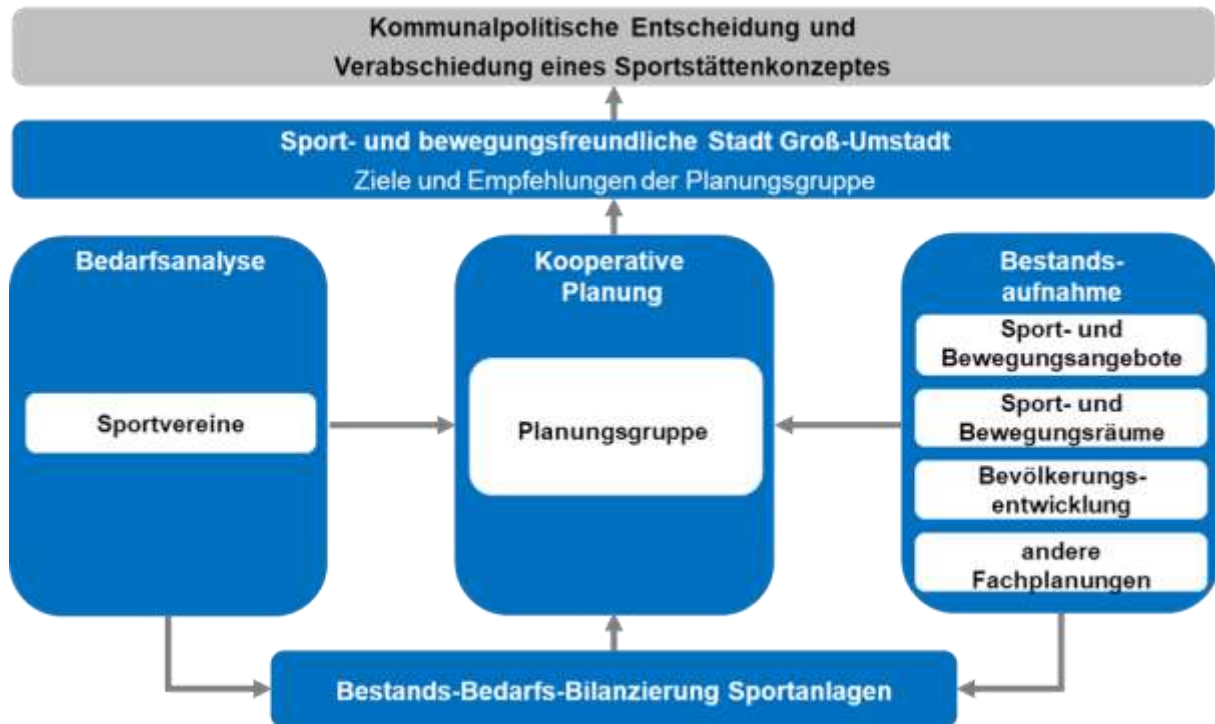 Kommunalpolitische Entscheidung und
Verabschiedung eines Sportstättenkonzeptes
Sport- und bewegungsfreundliche Stadt Groß-Umstadt
Ziele und Empfehlungen der Planungsgruppe
Bedarfsanalyse
Sportvereine
Kooperative
Planung
Planungsgruppe
Bestands-
aufnahme
Sport- und
Bewegungsangebote
Sport- und
Bewegungsräume
Bevölkerungs-
entwicklung
andere
Fachplanungen
Bestands-Bedarfs-Bilanzierung Sportanlagen